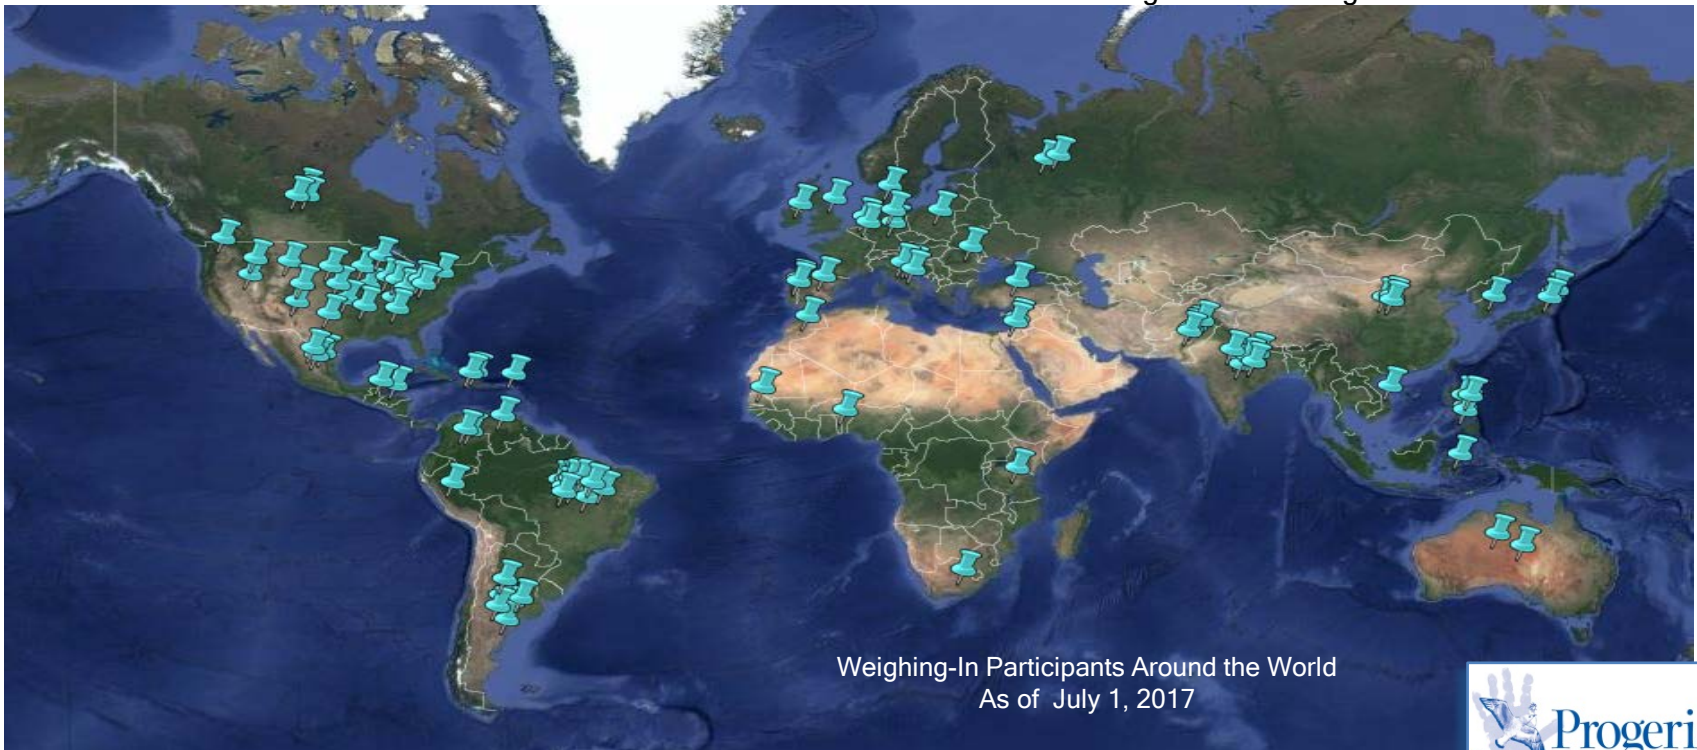 Weighing-In Participants Around the World
As of July 1, 2017
Progeri